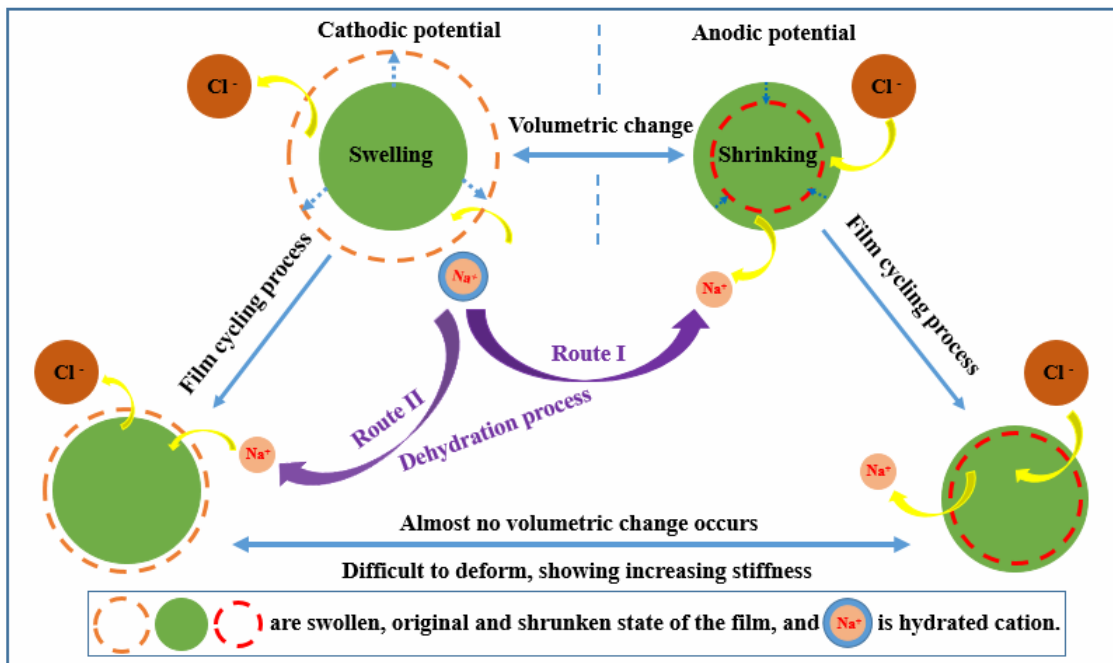 Cathodic potential
Anodic potential
Cl -
Cl -
Swelling
Volumetric change
Shrinking
Film cycling process
Film cycling process
Na+
Na+
Route I
Route II
Dehydration process
Cl -
Cl -
Na+
Na+
Almost no volumetric change occurs
Difficult to deform, showing increasing stiffness
are swollen, original and shrunken state of the film, and Na+ is hydrated cation.